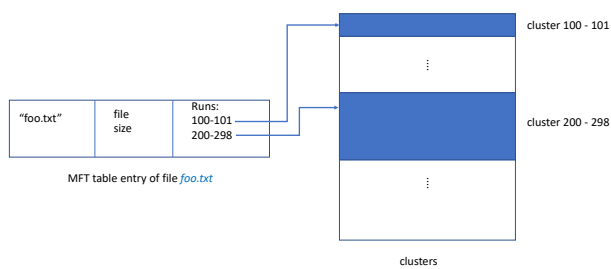 "foo.txt"
file
size
Runs:
100-101
200-298
MFT table entry of file foo.txt
cluster 100 - 101
...
cluster 200 - 298
...
clusters